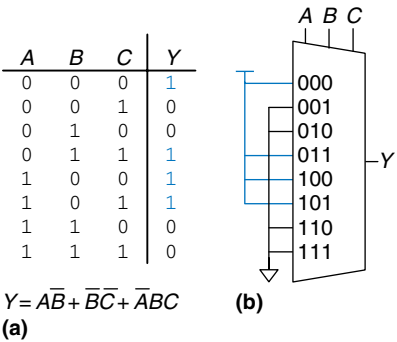 A B C
A B C Y
0 0 0 1
0 0 1 0
0 1 0 0
0 1 1 1
1 0 0 1
1 0 1 1
1 1 0 0
1 1 1 0
000
001
010
011
100
101
110
111
Y
Y = AB̅ + B̅C̅ + A̅BC
(a)
(b)